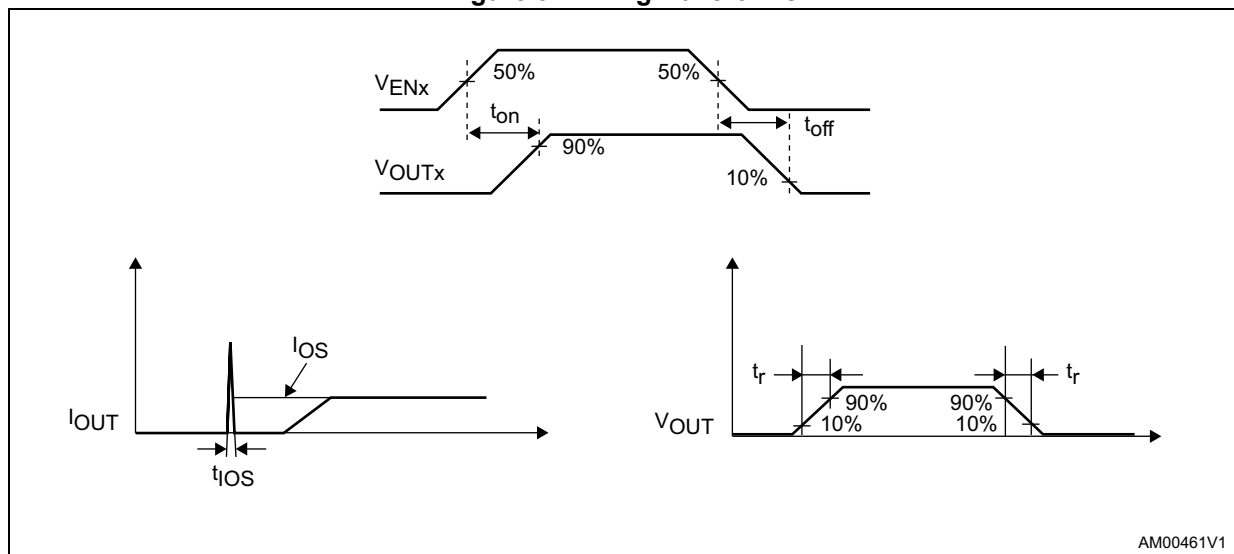 VENx
50%
50%
ton
toff
VOUTx
90%
10%
IOS
IOUT
tIOS
tr
tr
90%
90%
VOUT
10%
10%
AM00461V1